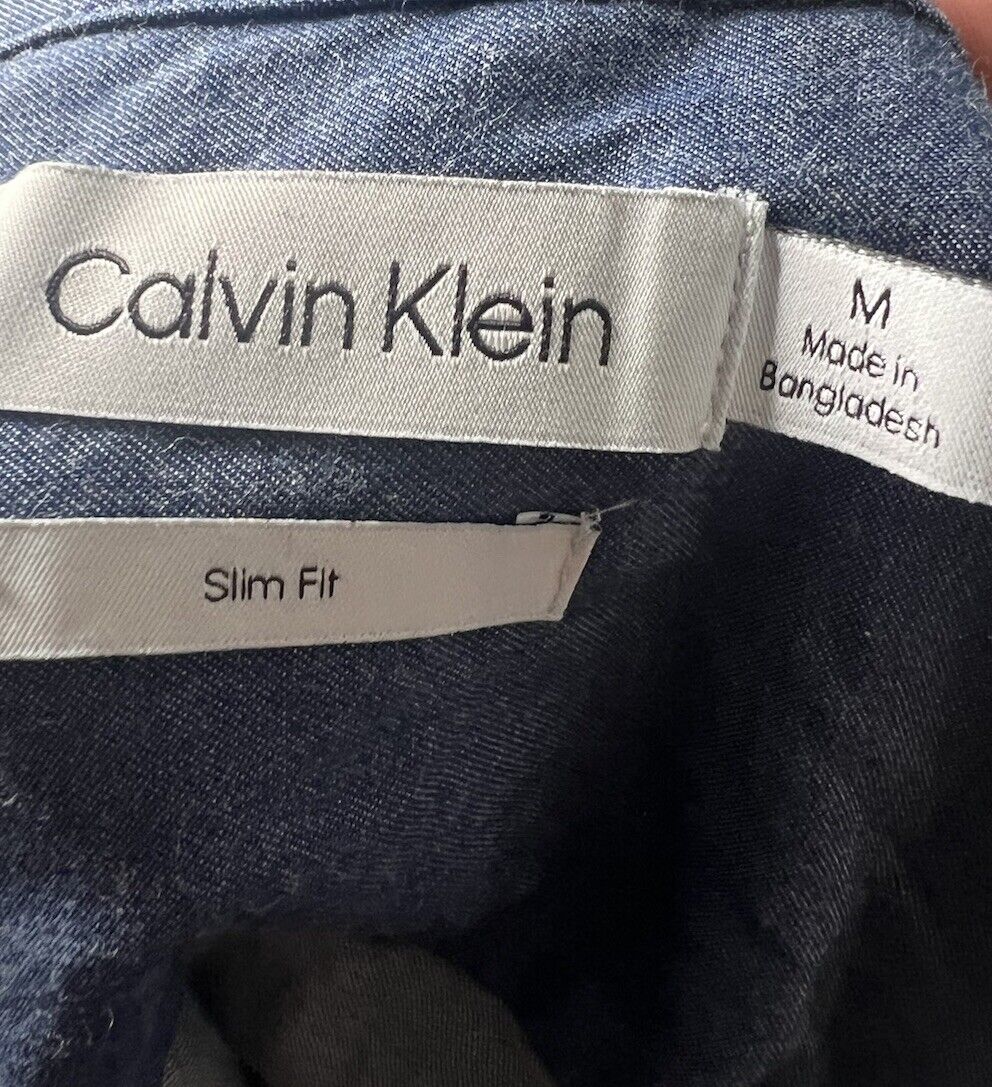 Calvin Klein
M
Made in
Bangladesh
Slim Fit